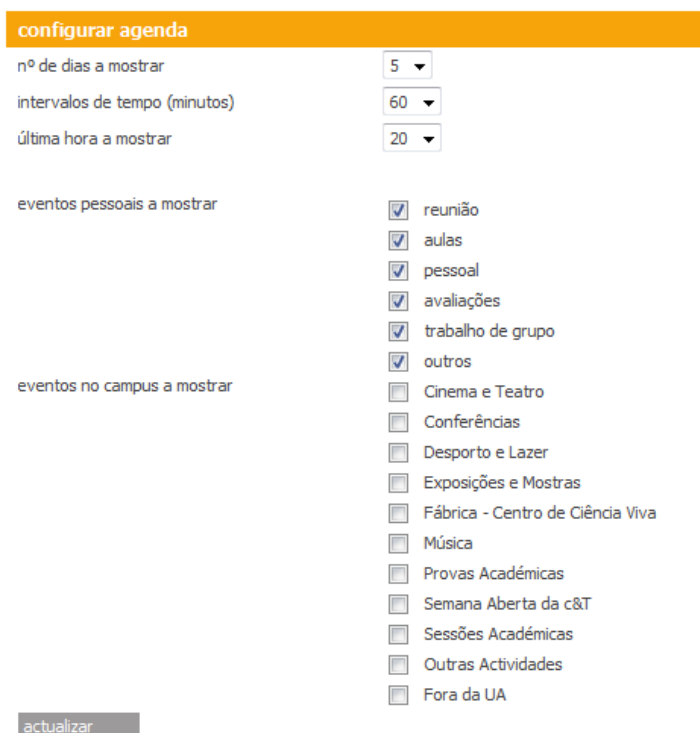 configurar agenda
nº de dias a mostrar 5
intervalos de tempo (minutos) 60
última hora a mostrar 20
eventos pessoais a mostrar reunião
aulas
pessoal
avaliações
trabalho de grupo
outros
eventos no campus a mostrar Cinema e Teatro
Conferências
Desporto e Lazer
Exposições e Mostras
Fábrica - Centro de Ciência Viva
Música
Provas Académicas
Semana Aberta da c&T
Sessões Académicas
Outras Actividades
Fora da UA
actualizar